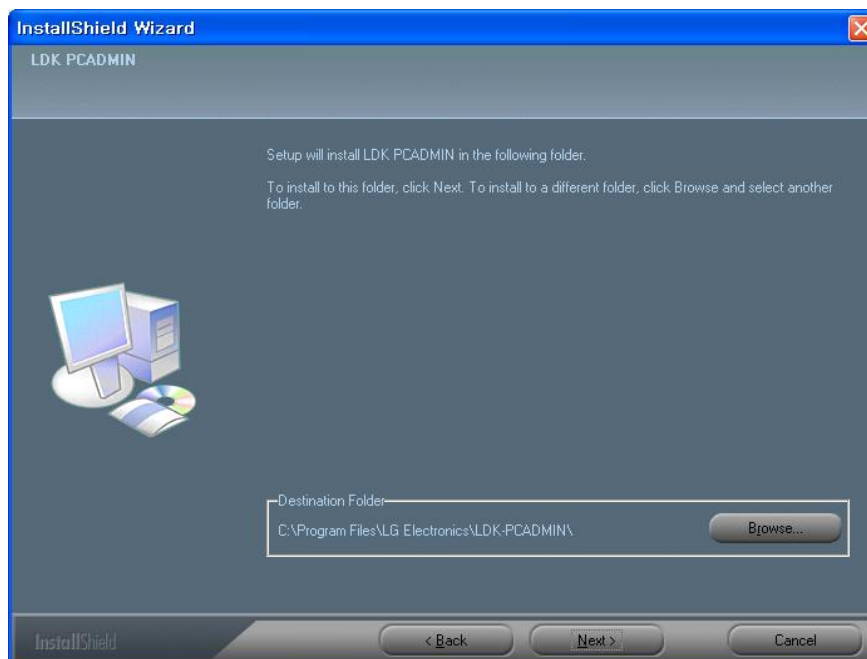 InstallShield Wizard
LDK PCADMIN
Setup will install LDK PCADMIN in the following folder.
To install to this folder, click Next. To install to a different folder, click Browse and select another
folder.
Destination Folder
C:\Program Files\LG Electronics\LDK-PCADMIN\
Browse...
InstallShield
< Back
Next >
Cancel